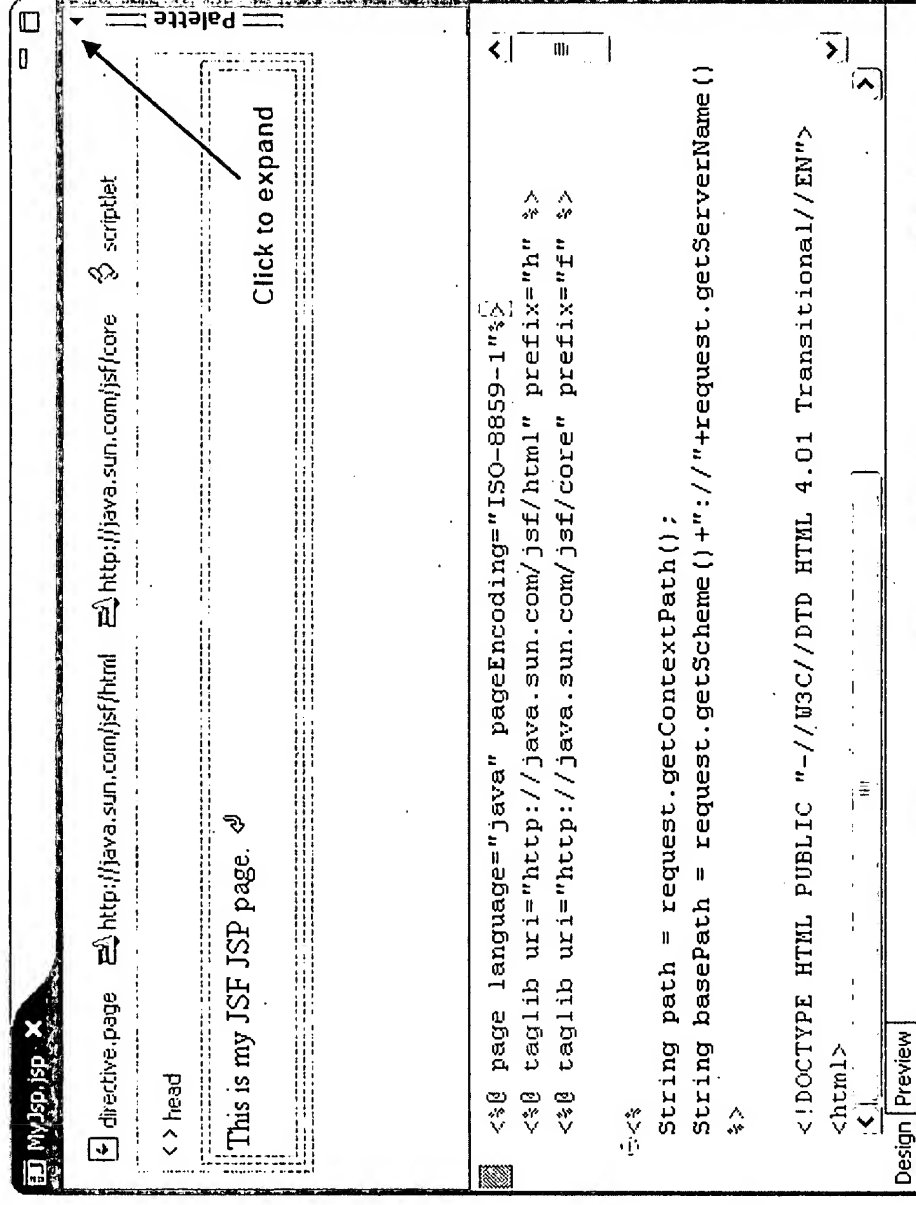 MyJsp.jsp
directive.page http://java.sun.com/jsf/html http://java.sun.com/jsf/core scriptlet
Palette
< > head
This is my JSF JSP page.
Click to expand
<%@ page language="java" pageEncoding="ISO-8859-1"%>
<%@ taglib uri="http://java.sun.com/jsf/html" prefix="h" %>
<%@ taglib uri="http://java.sun.com/jsf/core" prefix="f" %>
<%
String path = request.getContextPath();
String basePath = request.getScheme()+"://"+request.getServerName()
%>
<!DOCTYPE HTML PUBLIC "-//W3C//DTD HTML 4.01 Transitional//EN">
<html>
Design Preview